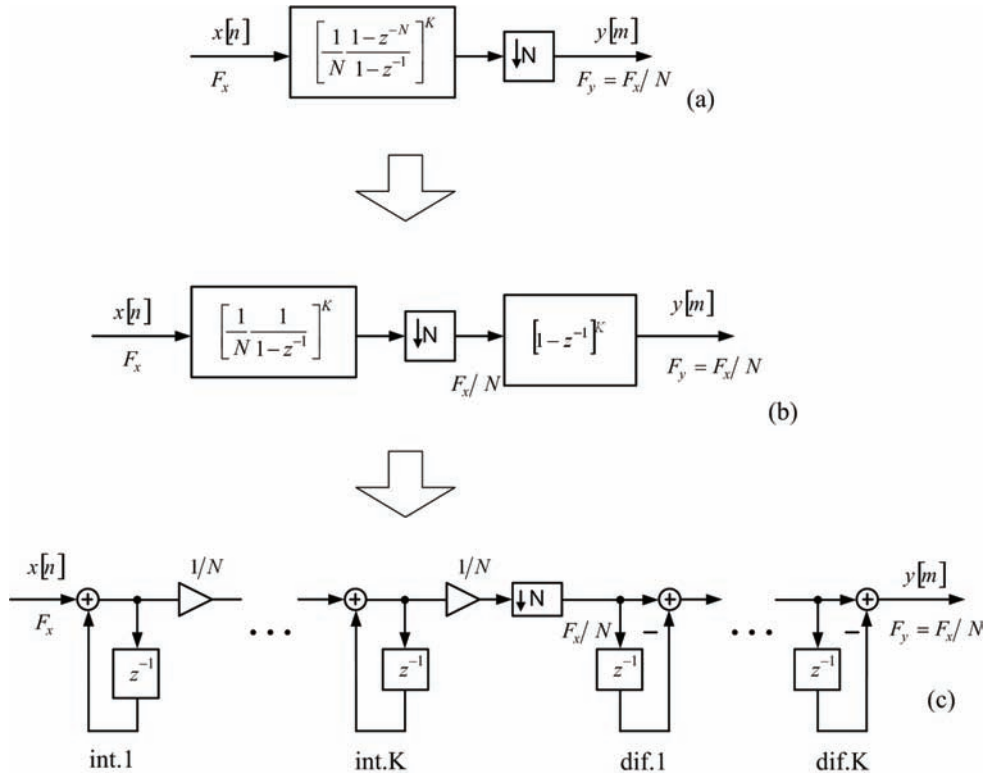 x[n]
[1/N (1-z^{-N})/(1-z^{-1})]^K
↓N
y[m]
F_x
F_y = F_x/N
(a)
x[n]
[1/N 1/(1-z^{-1})]^K
↓N
[1-z^{-1}]^K
y[m]
F_x
F_x/N
F_y = F_x/N
(b)
x[n]
+
1/N
+
1/N
↓N
+
+
y[m]
F_x
• • •
F_x/N
−
• • •
−
F_y = F_x/N
z^{-1}
z^{-1}
z^{-1}
z^{-1}
(c)
int.1
int.K
dif.1
dif.K